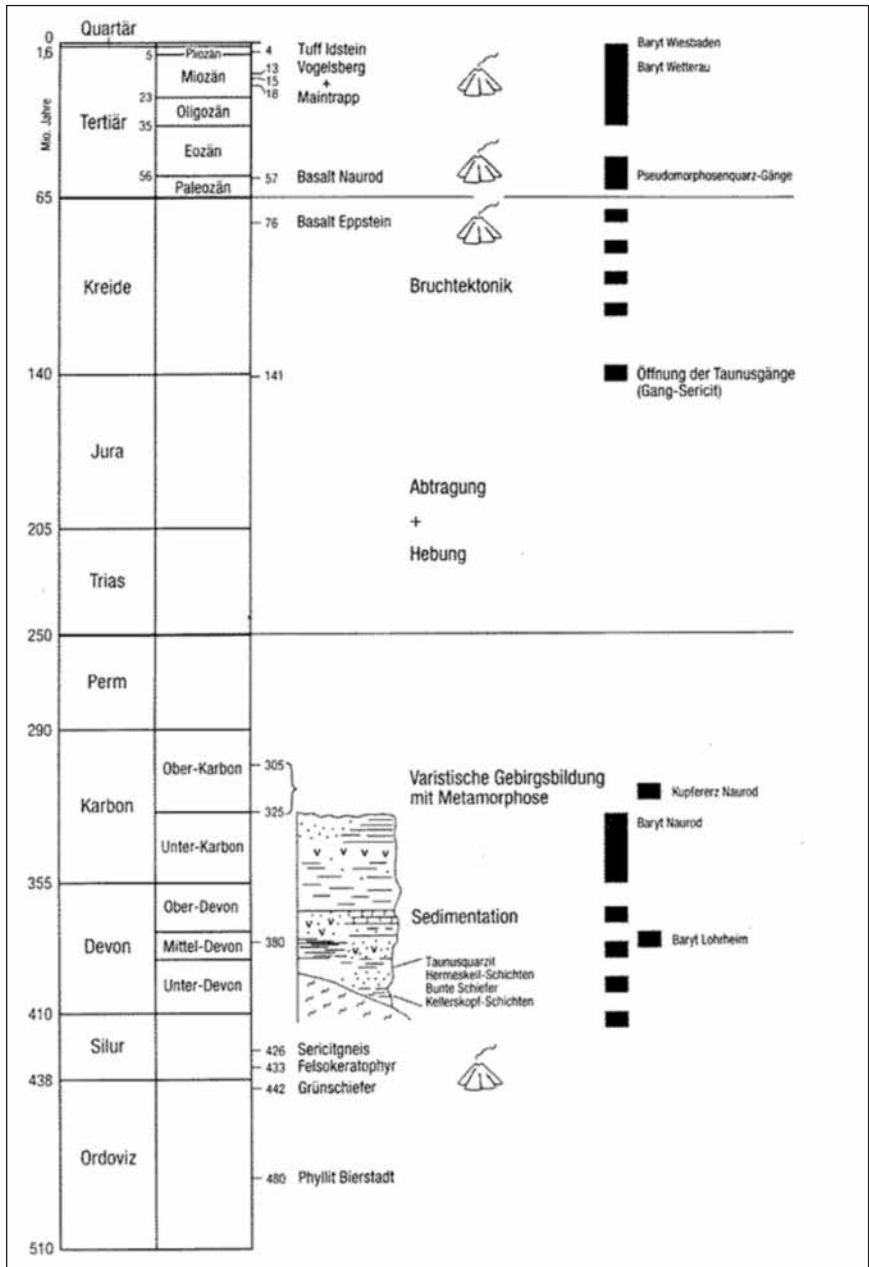 Quartär
0
1,6
4
Tuff Idstein
Baryt Wiesbaden
5
Pliozän
13
Vogelsberg
Baryt Wetterau
Miozän
15
+
18
Maintrapp
23
Mio. Jahre
Tertiär
Oligozän
35
Eozän
56
57
Basalt Naurod
Pseudomorphosenquarz-Gänge
Paleozän
65
76
Basalt Eppstein
Kreide
Bruchtektonik
140
141
Öffnung der Taunusgänge
(Gang-Sericit)
Jura
Abtragung
+
205
Hebung
Trias
250
Perm
290
Ober-Karbon
305
Varistische Gebirgsbildung
mit Metamorphose
Kupfererz Naurod
Karbon
325
Baryt Naurod
Unter-Karbon
355
Ober-Devon
Sedimentation
Devon
Mittel-Devon
380
Baryt Lohrheim
Taunusquarzit
Hermeskeil-Schichten
Bunte Schiefer
Kellerskopf-Schichten
Unter-Devon
410
Silur
426 Sericitgneis
433 Felsokeratophyr
438
442 Grünschiefer
Ordoviz
480 Phyllit Bierstadt
510